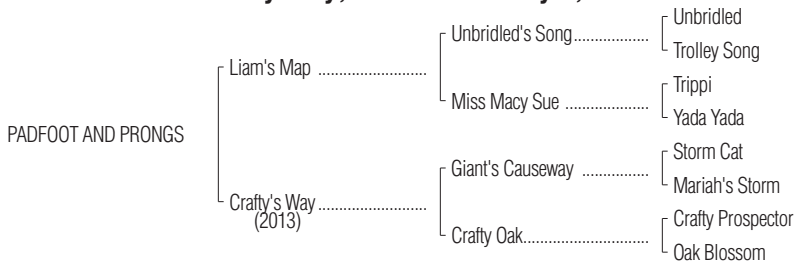 Unbridled
Unbridled's Song..................
Trolley Song
Liam's Map ..........................
Trippi
Miss Macy Sue ....................
Yada Yada
PADFOOT AND PRONGS
Storm Cat
Giant's Causeway ................
Mariah's Storm
Crafty's Way..........................
(2013)
Crafty Prospector
Crafty Oak..............................
Oak Blossom